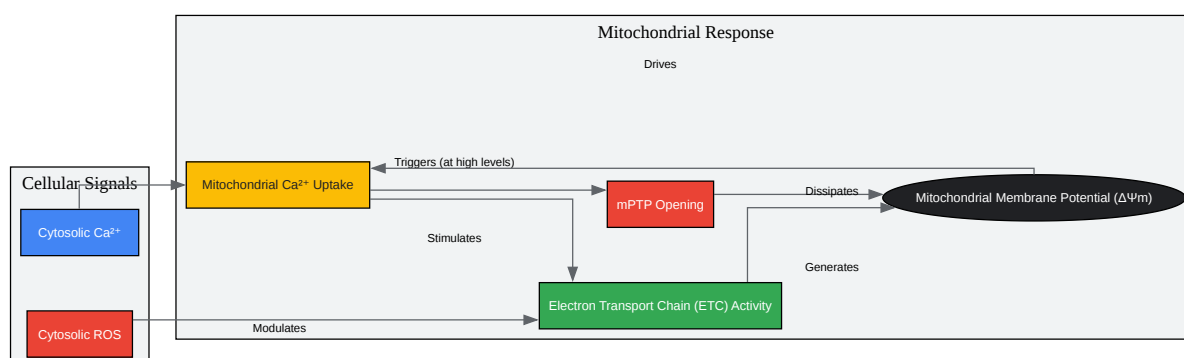 Mitochondrial Response
Drives
Triggers (at high levels)
Cellular Signals
Mitochondrial Ca²⁺ Uptake
mPTP Opening
Dissipates
Mitochondrial Membrane Potential (ΔΨm)
Cytosolic Ca²⁺
Stimulates
Generates
Electron Transport Chain (ETC) Activity
Cytosolic ROS
Modulates